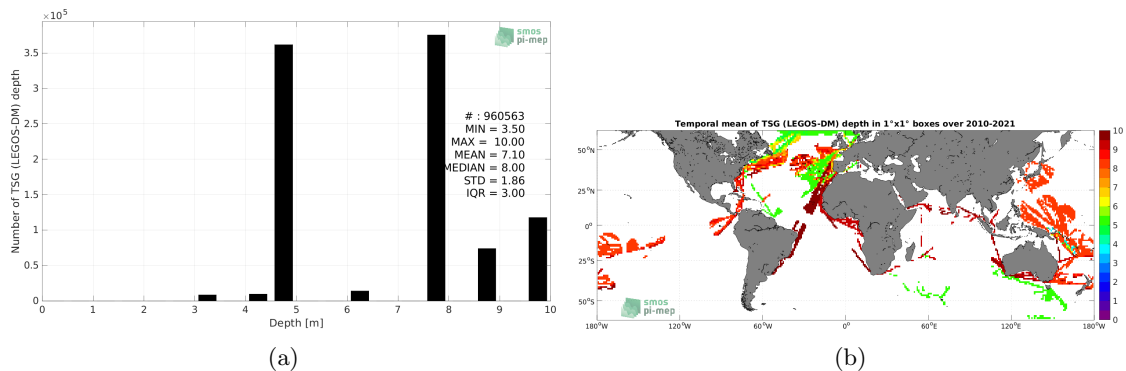 ×10⁵
smos
pi-mep
3.5
3
2.5
2
1.5
1
0.5
0
Number of TSG (LEGOS-DM) depth
# : 960563
MIN = 3.50
MAX = 10.00
MEAN = 7.10
MEDIAN = 8.00
STD = 1.86
IQR = 3.00
0 1 2 3 4 5 6 7 8 9 10
Depth [m]
(a)
Temporal mean of TSG (LEGOS-DM) depth in 1°x1° boxes over 2010-2021
50°N
25°N
0°
25°S
50°S
180°W 120°W 60°W 0° 60°E 120°E 180°E
smos
pi-mep
10
9
8
7
6
5
4
3
2
1
0
(b)